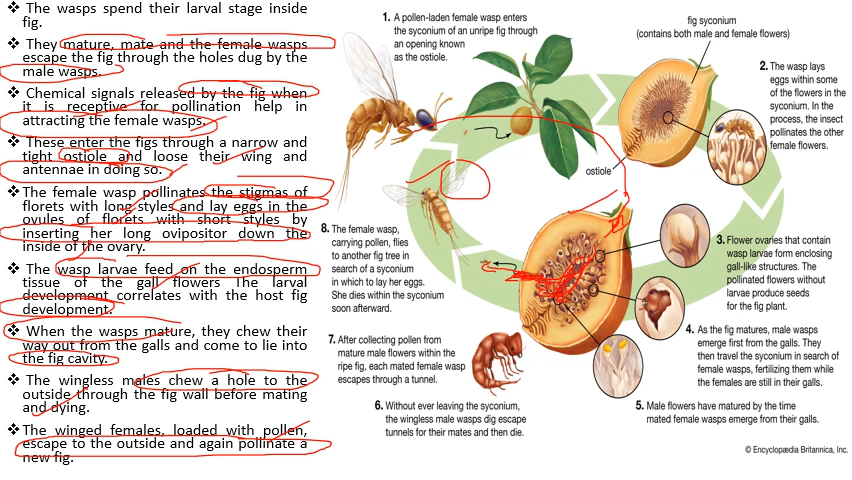 ❖ The wasps spend their larval stage inside
fig.
❖ They mature, mate and the female wasps
escape the fig through the holes dug by the
male wasps.
❖ Chemical signals released by the fig when
it is receptive for pollination help in
attracting the female wasps.
❖ These enter the figs through a narrow and
tight ostiole and loose their wing and
antennae in doing so.
❖ The female wasp pollinates the stigmas of
florets with long styles and lay eggs in the
ovules of florets with short styles by
inserting her long ovipositor down the
inside of the ovary.
❖ The wasp larvae feed on the endosperm
tissue of the gall flowers The larval
development correlates with the host fig
development.
❖ When the wasps mature, they chew their
way out from the galls and come to lie into
the fig cavity.
❖ The wingless males chew a hole to the
outside through the fig wall before mating
and dying.
❖ The winged females, loaded with pollen,
escape to the outside and again pollinate a
new fig.
1. A pollen-laden female wasp enters
the syconium of an unripe fig through
an opening known
as the ostiole.
fig syconium
(contains both male and female flowers)
2. The wasp lays
eggs within some
of the flowers in the
syconium. In the
process, the insect
pollinates the other
female flowers.
ostiole
3. Flower ovaries that contain
wasp larvae form enclosing
gall-like structures. The
pollinated flowers without
larvae produce seeds
for the fig plant.
4. As the fig matures, male wasps
emerge first from the galls. They
then travel the syconium in search of
female wasps, fertilizing them while
the females are still in their galls.
5. Male flowers have matured by the time
mated female wasps emerge from their galls.
6. Without ever leaving the syconium,
the wingless male wasps dig escape
tunnels for their mates and then die.
7. After collecting pollen from
mature male flowers within the
ripe fig, each mated female wasp
escapes through a tunnel.
8. The female wasp,
carrying pollen, flies
to another fig tree in
search of a syconium
in which to lay her eggs.
She dies within the syconium
soon afterward.
© Encyclopædia Britannica, Inc.